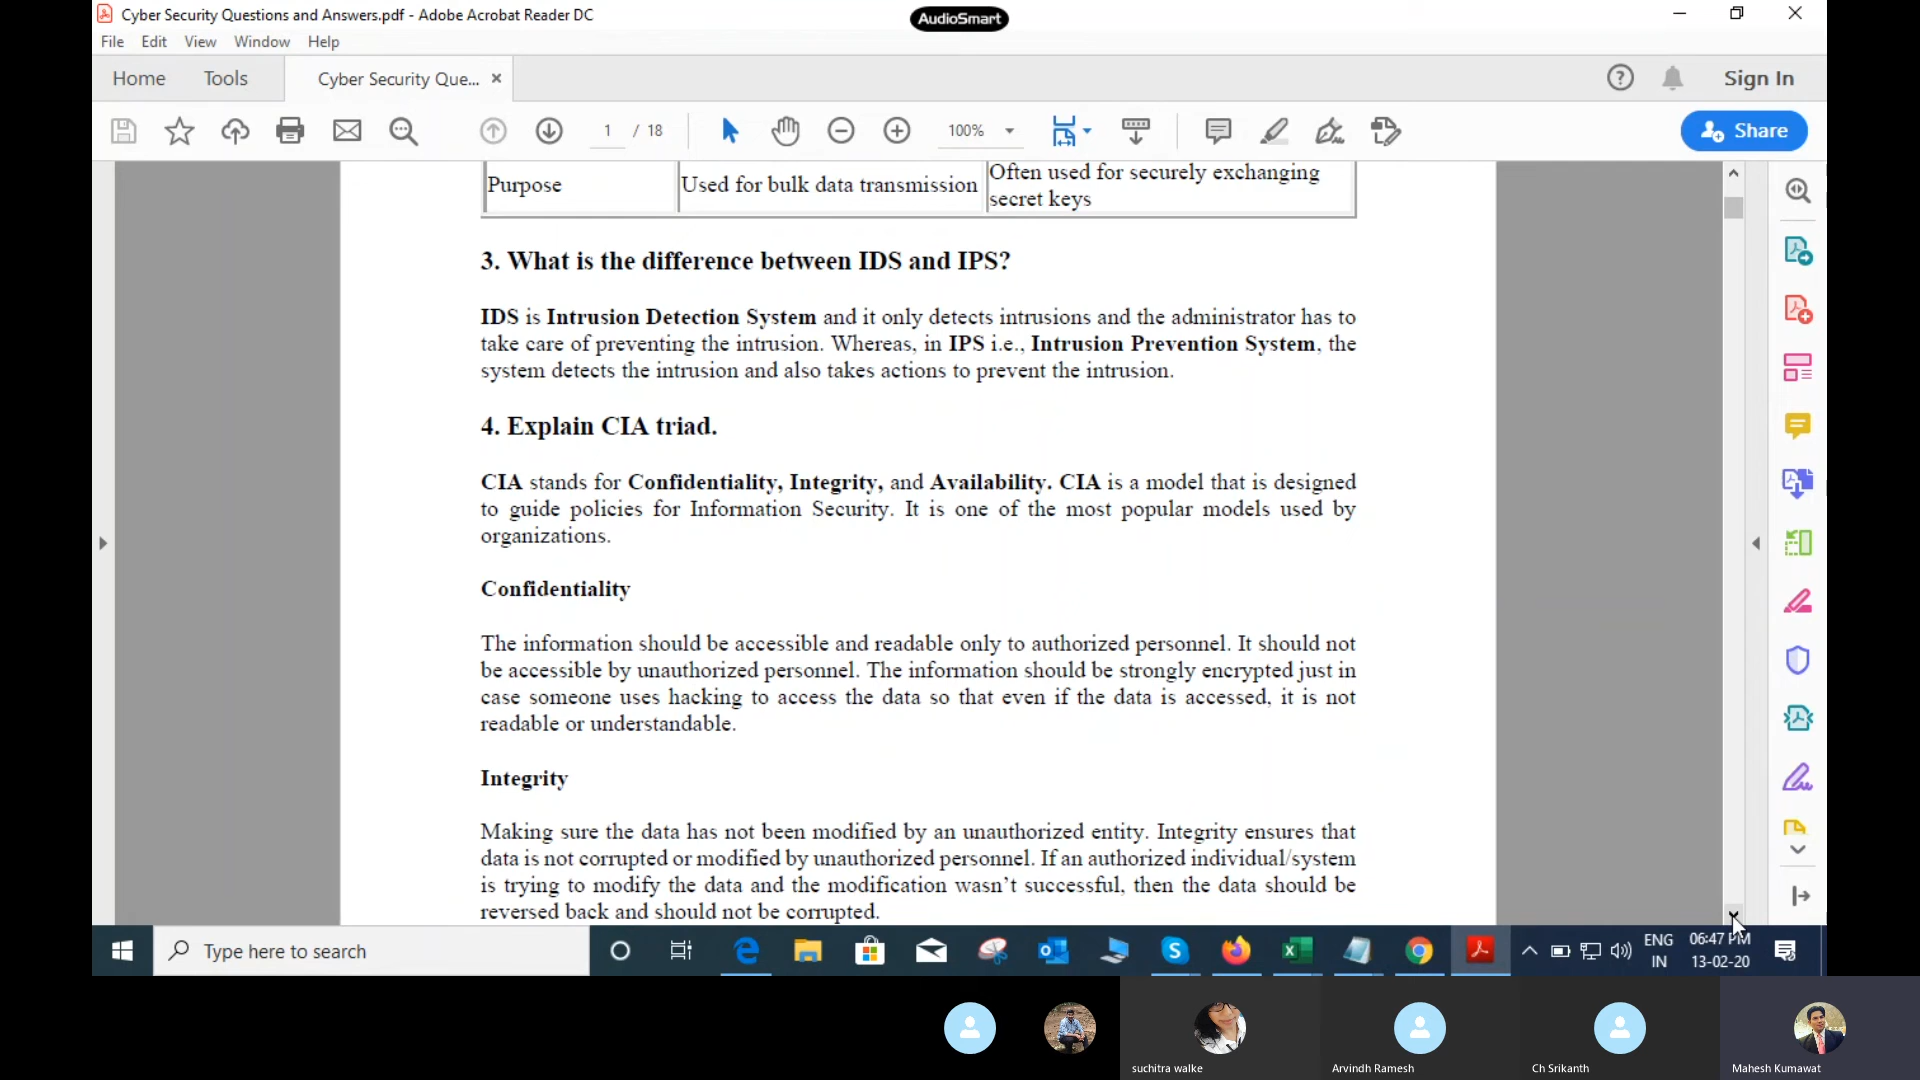 Cyber Security Questions and Answers.pdf - Adobe Acrobat Reader DC
AudioSmart
File Edit View Window Help
Home Tools Cyber Security Que... × Sign In
1 / 18 100% Share
Purpose Used for bulk data transmission Often used for securely exchanging
secret keys
3. What is the difference between IDS and IPS?
IDS is Intrusion Detection System and it only detects intrusions and the administrator has to
take care of preventing the intrusion. Whereas, in IPS i.e., Intrusion Prevention System, the
system detects the intrusion and also takes actions to prevent the intrusion.
4. Explain CIA triad.
CIA stands for Confidentiality, Integrity, and Availability. CIA is a model that is designed
to guide policies for Information Security. It is one of the most popular models used by
organizations.
Confidentiality
The information should be accessible and readable only to authorized personnel. It should not
be accessible by unauthorized personnel. The information should be strongly encrypted just in
case someone uses hacking to access the data so that even if the data is accessed, it is not
readable or understandable.
Integrity
Making sure the data has not been modified by an unauthorized entity. Integrity ensures that
data is not corrupted or modified by unauthorized personnel. If an authorized individual/system
is trying to modify the data and the modification wasn't successful, then the data should be
reversed back and should not be corrupted.
Type here to search
ENG 06:47 PM
IN 13-02-20
suchitra walke Arvindh Ramesh Ch Srikanth Mahesh Kumawat